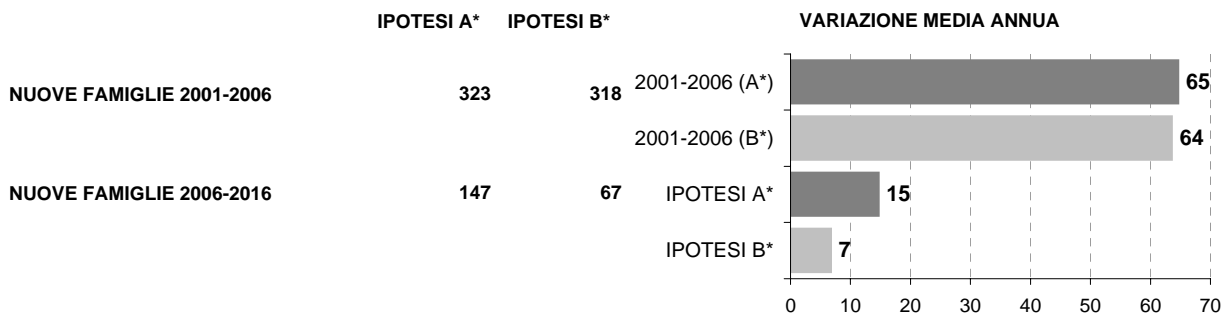 IPOTESI A* IPOTESI B* VARIAZIONE MEDIA ANNUA
NUOVE FAMIGLIE 2001-2006 323 318
NUOVE FAMIGLIE 2006-2016 147 67
2001-2006 (A*) 65
2001-2006 (B*) 64
IPOTESI A* 15
IPOTESI B* 7
0 10 20 30 40 50 60 70